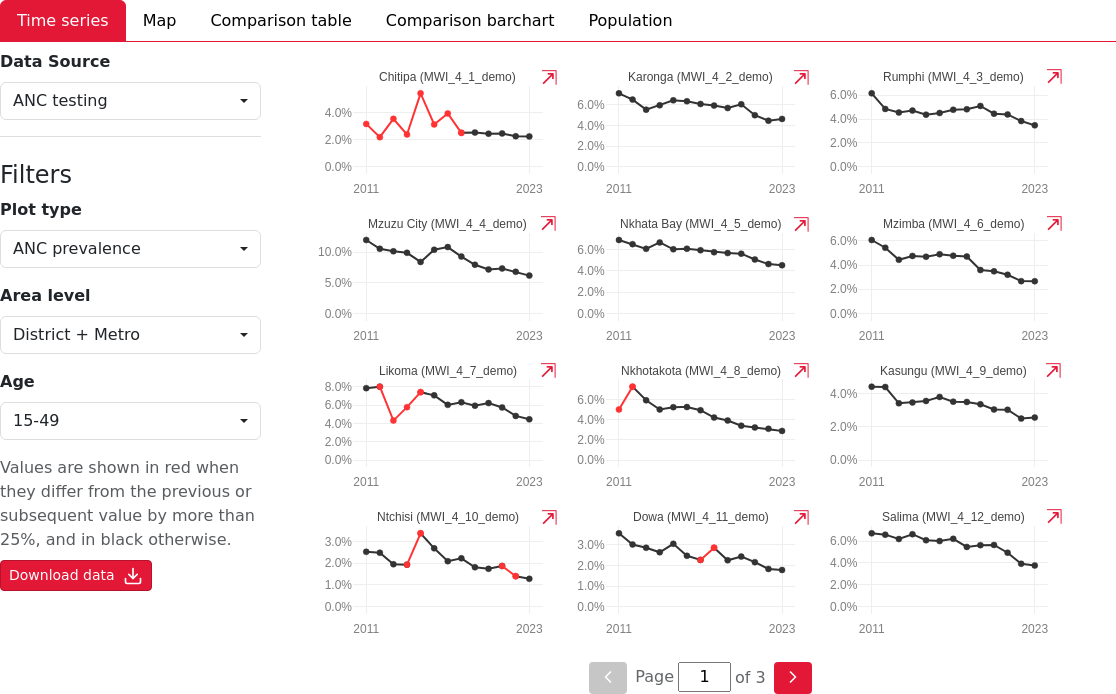 Time series
Map
Comparison table
Comparison barchart
Population
Data Source
ANC testing
Filters
Plot type
ANC prevalence
Area level
District + Metro
Age
15-49
Values are shown in red when
they differ from the previous or
subsequent value by more than
25%, and in black otherwise.
Download data
Chitipa (MWI_4_1_demo)
4.0%
2.0%
0.0%
2011
2023
Karonga (MWI_4_2_demo)
6.0%
4.0%
2.0%
0.0%
2011
2023
Rumphi (MWI_4_3_demo)
6.0%
4.0%
2.0%
0.0%
2011
2023
Mzuzu City (MWI_4_4_demo)
10.0%
5.0%
0.0%
2011
2023
Nkhata Bay (MWI_4_5_demo)
6.0%
4.0%
2.0%
0.0%
2011
2023
Mzimba (MWI_4_6_demo)
6.0%
4.0%
2.0%
0.0%
2011
2023
Likoma (MWI_4_7_demo)
8.0%
6.0%
4.0%
2.0%
0.0%
2011
2023
Nkhotakota (MWI_4_8_demo)
6.0%
4.0%
2.0%
0.0%
2011
2023
Kasungu (MWI_4_9_demo)
4.0%
2.0%
0.0%
2011
2023
Ntchisi (MWI_4_10_demo)
3.0%
2.0%
1.0%
0.0%
2011
2023
Dowa (MWI_4_11_demo)
3.0%
2.0%
1.0%
0.0%
2011
2023
Salima (MWI_4_12_demo)
6.0%
4.0%
2.0%
0.0%
2011
2023
Page 1 of 3